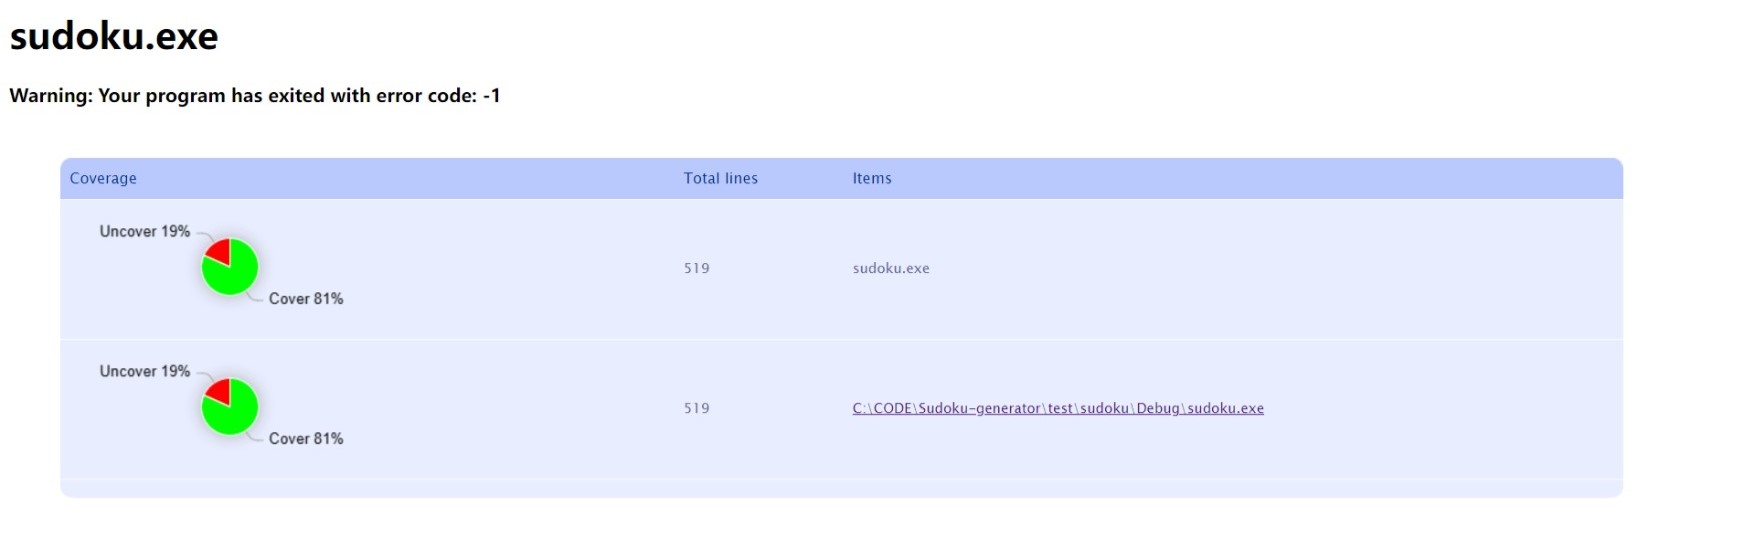 sudoku.exe
Warning: Your program has exited with error code: -1
Coverage Total lines Items
Uncover 19%
Cover 81%
519 sudoku.exe
Uncover 19%
Cover 81%
519 C:\CODE\Sudoku-generator\test\sudoku\Debug\sudoku.exe